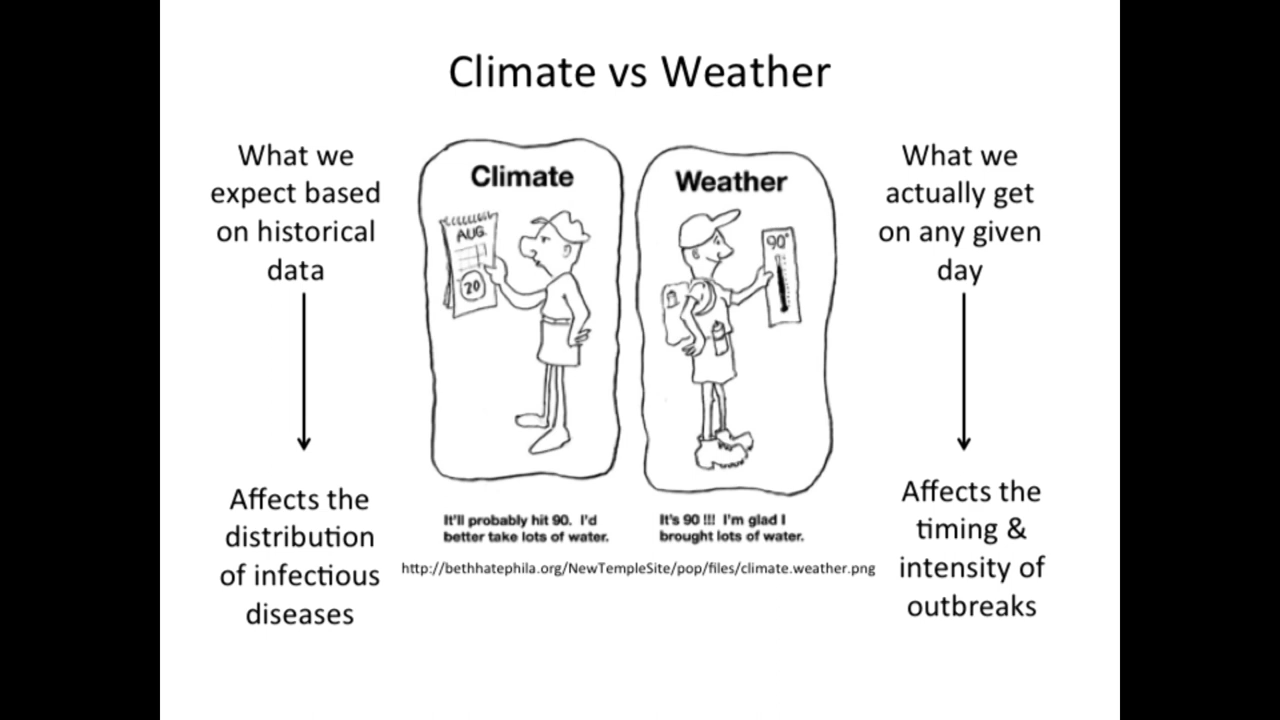 Climate vs Weather
What we
expect based
on historical
data
Affects the
distribution
of infectious
diseases
Climate
AUG.
20
It'll probably hit 90. I'd
better take lots of water.
Weather
90°
It's 90 !!! I'm glad I
brought lots of water.
http://bethhatephila.org/NewTempleSite/pop/files/climate.weather.png
What we
actually get
on any given
day
Affects the
timing &
intensity of
outbreaks